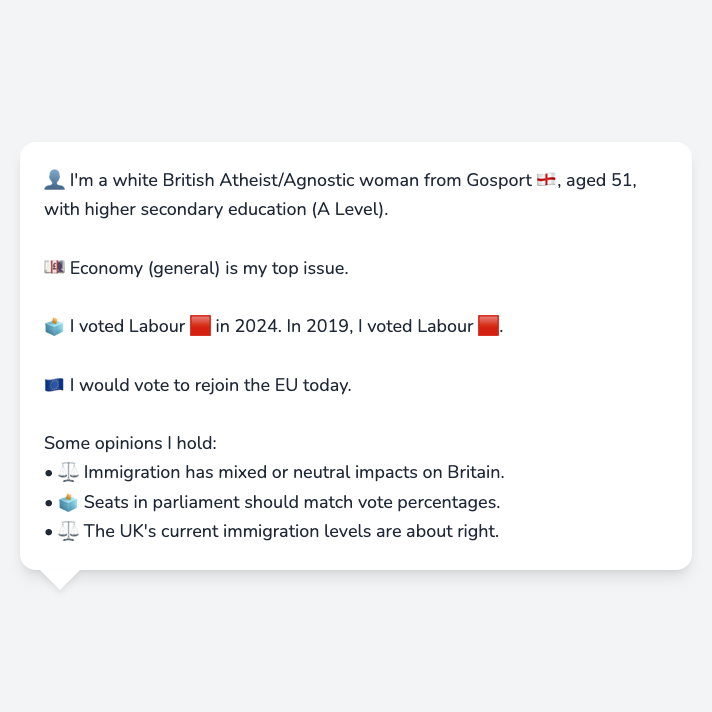 👤 I'm a white British Atheist/Agnostic woman from Gosport 🏴󠁧󠁢󠁥󠁮󠁧󠁿, aged 51,
with higher secondary education (A Level).
💷 Economy (general) is my top issue.
🗳️ I voted Labour 🟥 in 2024. In 2019, I voted Labour 🟥.
🇪🇺 I would vote to rejoin the EU today.
Some opinions I hold:
• ⚖️ Immigration has mixed or neutral impacts on Britain.
• 🗳️ Seats in parliament should match vote percentages.
• ⚖️ The UK's current immigration levels are about right.